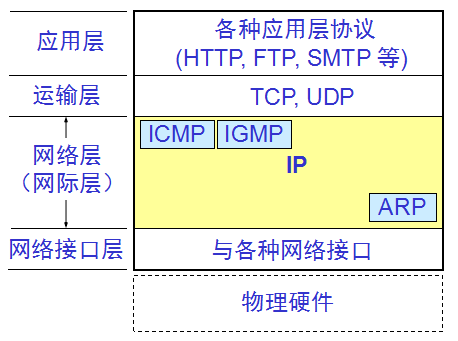 应用层
各种应用层协议
(HTTP, FTP, SMTP 等)
运输层
TCP, UDP
网络层
（网际层）
ICMP
IGMP
IP
ARP
网络接口层
与各种网络接口
物理硬件